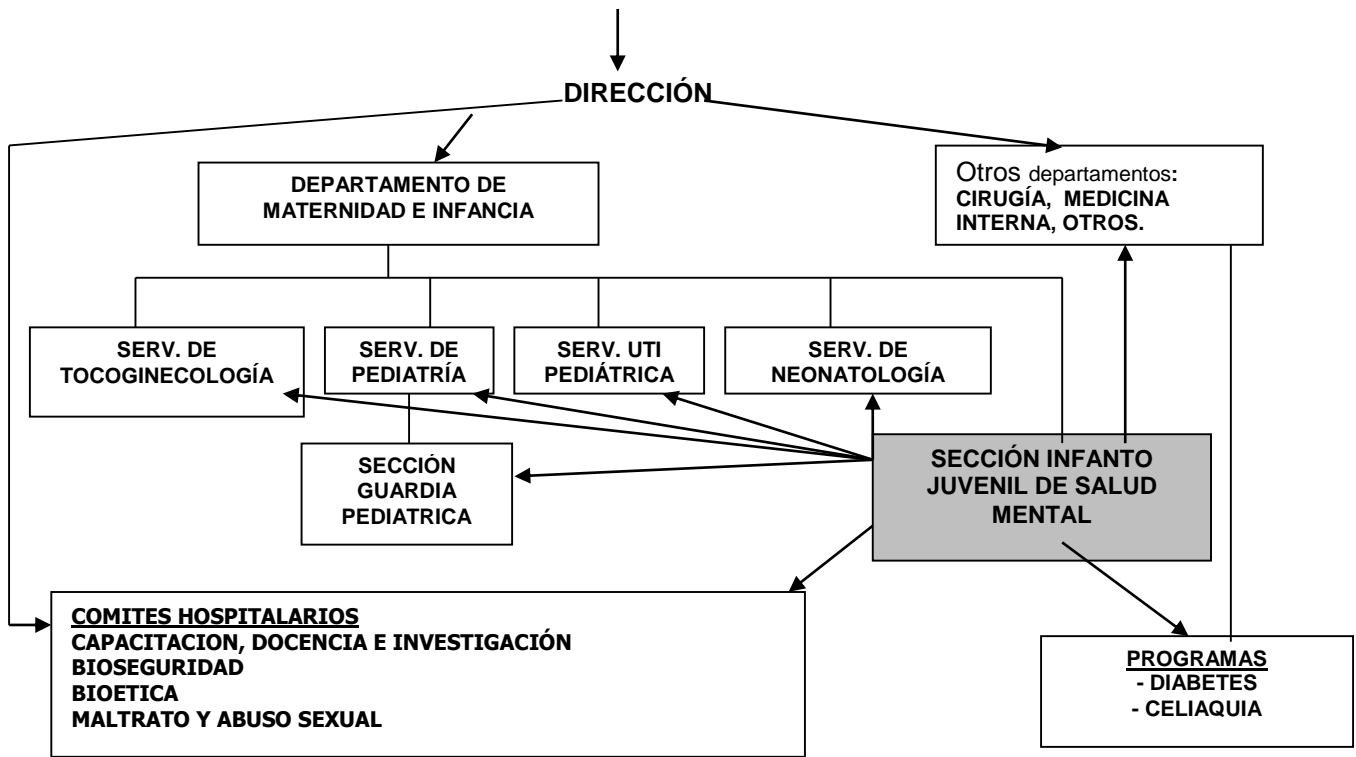 DIRECCIÓN
DEPARTAMENTO DE
MATERNIDAD E INFANCIA
Otros departamentos:
CIRUGÍA, MEDICINA
INTERNA, OTROS.
SERV. DE
TOCOGINECOLOGÍA
SERV. DE
PEDIATRÍA
SERV. UTI
PEDIÁTRICA
SERV. DE
NEONATOLOGÍA
SECCIÓN
GUARDIA
PEDIATRICA
SECCIÓN INFANTO
JUVENIL DE SALUD
MENTAL
COMITES HOSPITALARIOS
CAPACITACION, DOCENCIA E INVESTIGACIÓN
BIOSEGURIDAD
BIOETICA
MALTRATO Y ABUSO SEXUAL
PROGRAMAS
- DIABETES
- CELIAQUIA